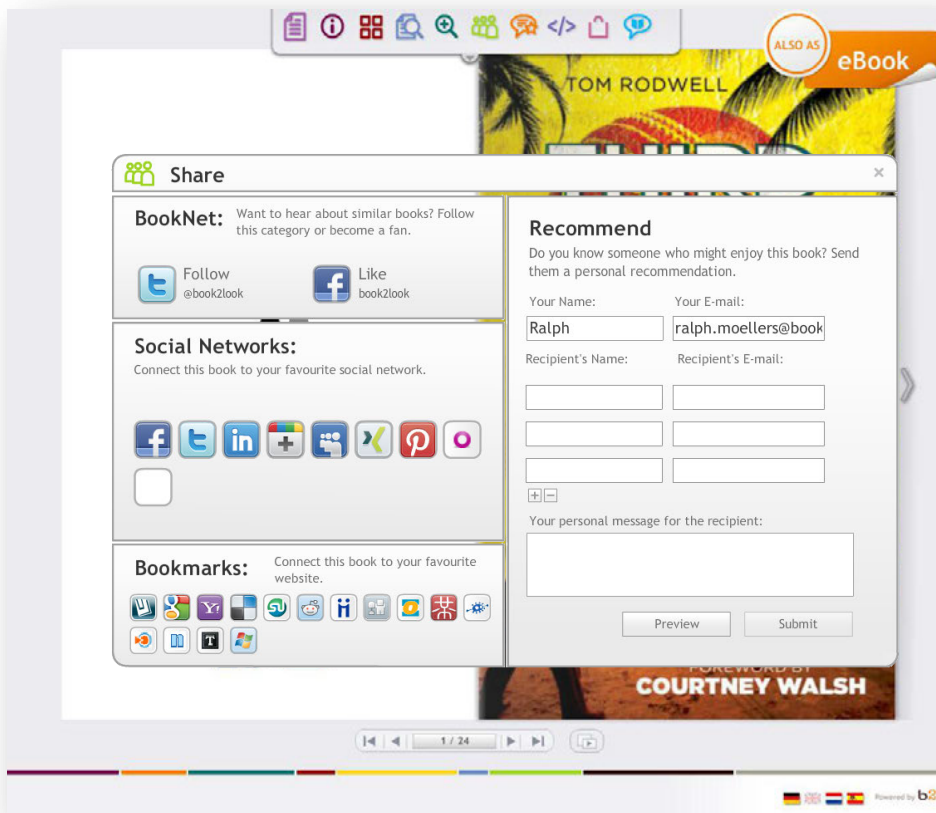 ALSO AS
eBook
TOM RODWELL
Share
BookNet:
Want to hear about similar books? Follow
this category or become a fan.
Follow
@book2look
Like
book2look
Social Networks:
Connect this book to your favourite social network.
Bookmarks:
Connect this book to your favourite
website.
Recommend
Do you know someone who might enjoy this book? Send
them a personal recommendation.
Your Name:
Your E-mail:
Ralph
ralph.moellers@book
Recipient's Name:
Recipient's E-mail:
Your personal message for the recipient:
Preview
Submit
FOREWORD BY
COURTNEY WALSH
1 / 24
Powered by